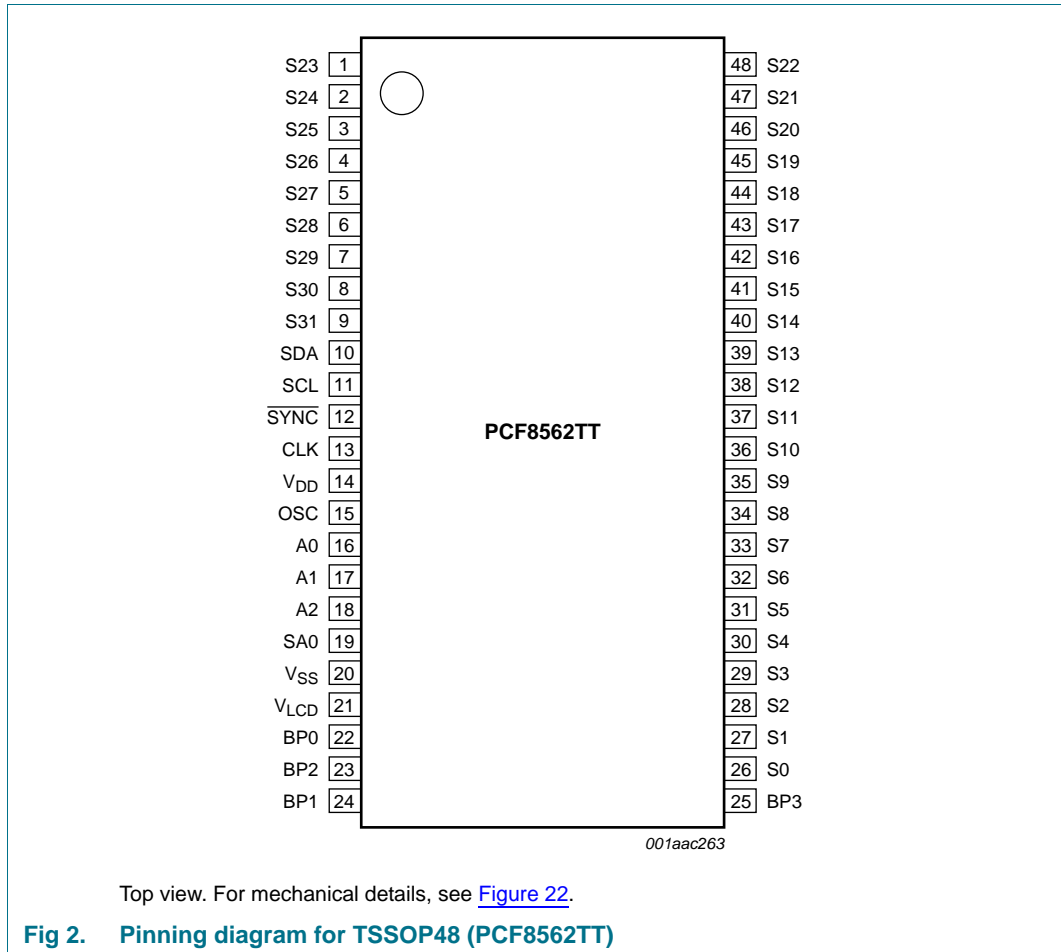 S23 1 48 S22
S24 2 47 S21
S25 3 46 S20
S26 4 45 S19
S27 5 44 S18
S28 6 43 S17
S29 7 42 S16
S30 8 41 S15
S31 9 40 S14
SDA 10 39 S13
SCL 11 38 S12
SYNC 12 37 S11
PCF8562TT
CLK 13 36 S10
VDD 14 35 S9
OSC 15 34 S8
A0 16 33 S7
A1 17 32 S6
A2 18 31 S5
SA0 19 30 S4
VSS 20 29 S3
VLCD 21 28 S2
BP0 22 27 S1
BP2 23 26 S0
BP1 24 25 BP3
001aac263
Top view. For mechanical details, see Figure 22.
Fig 2. Pinning diagram for TSSOP48 (PCF8562TT)